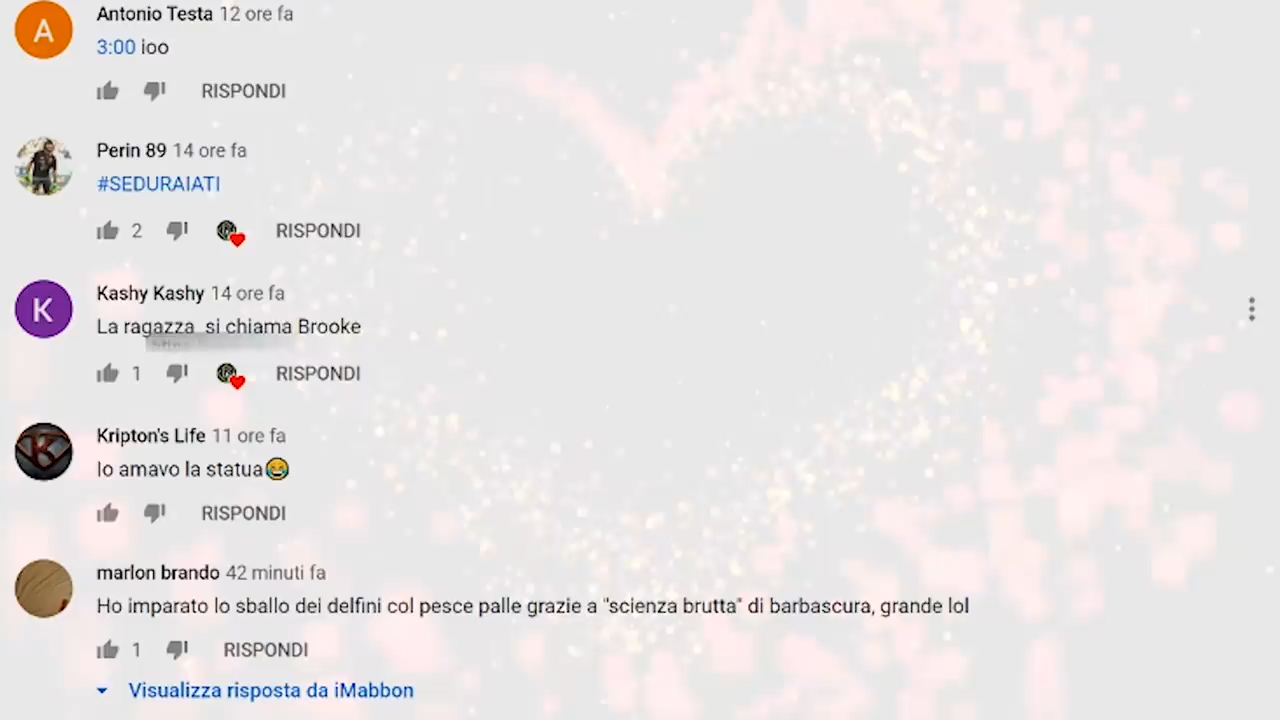 A
Antonio Testa 12 ore fa
3:00 ioo
RISPONDI
Perin 89 14 ore fa
#SEDURAIATI
2 RISPONDI
K
Kashy Kashy 14 ore fa
La ragazza si chiama Brooke
1 RISPONDI
Kripton's Life 11 ore fa
Io amavo la statua😂
RISPONDI
marlon brando 42 minuti fa
Ho imparato lo sballo dei delfini col pesce palle grazie a "scienza brutta" di barbascura, grande lol
1 RISPONDI
Visualizza risposta da iMabbon